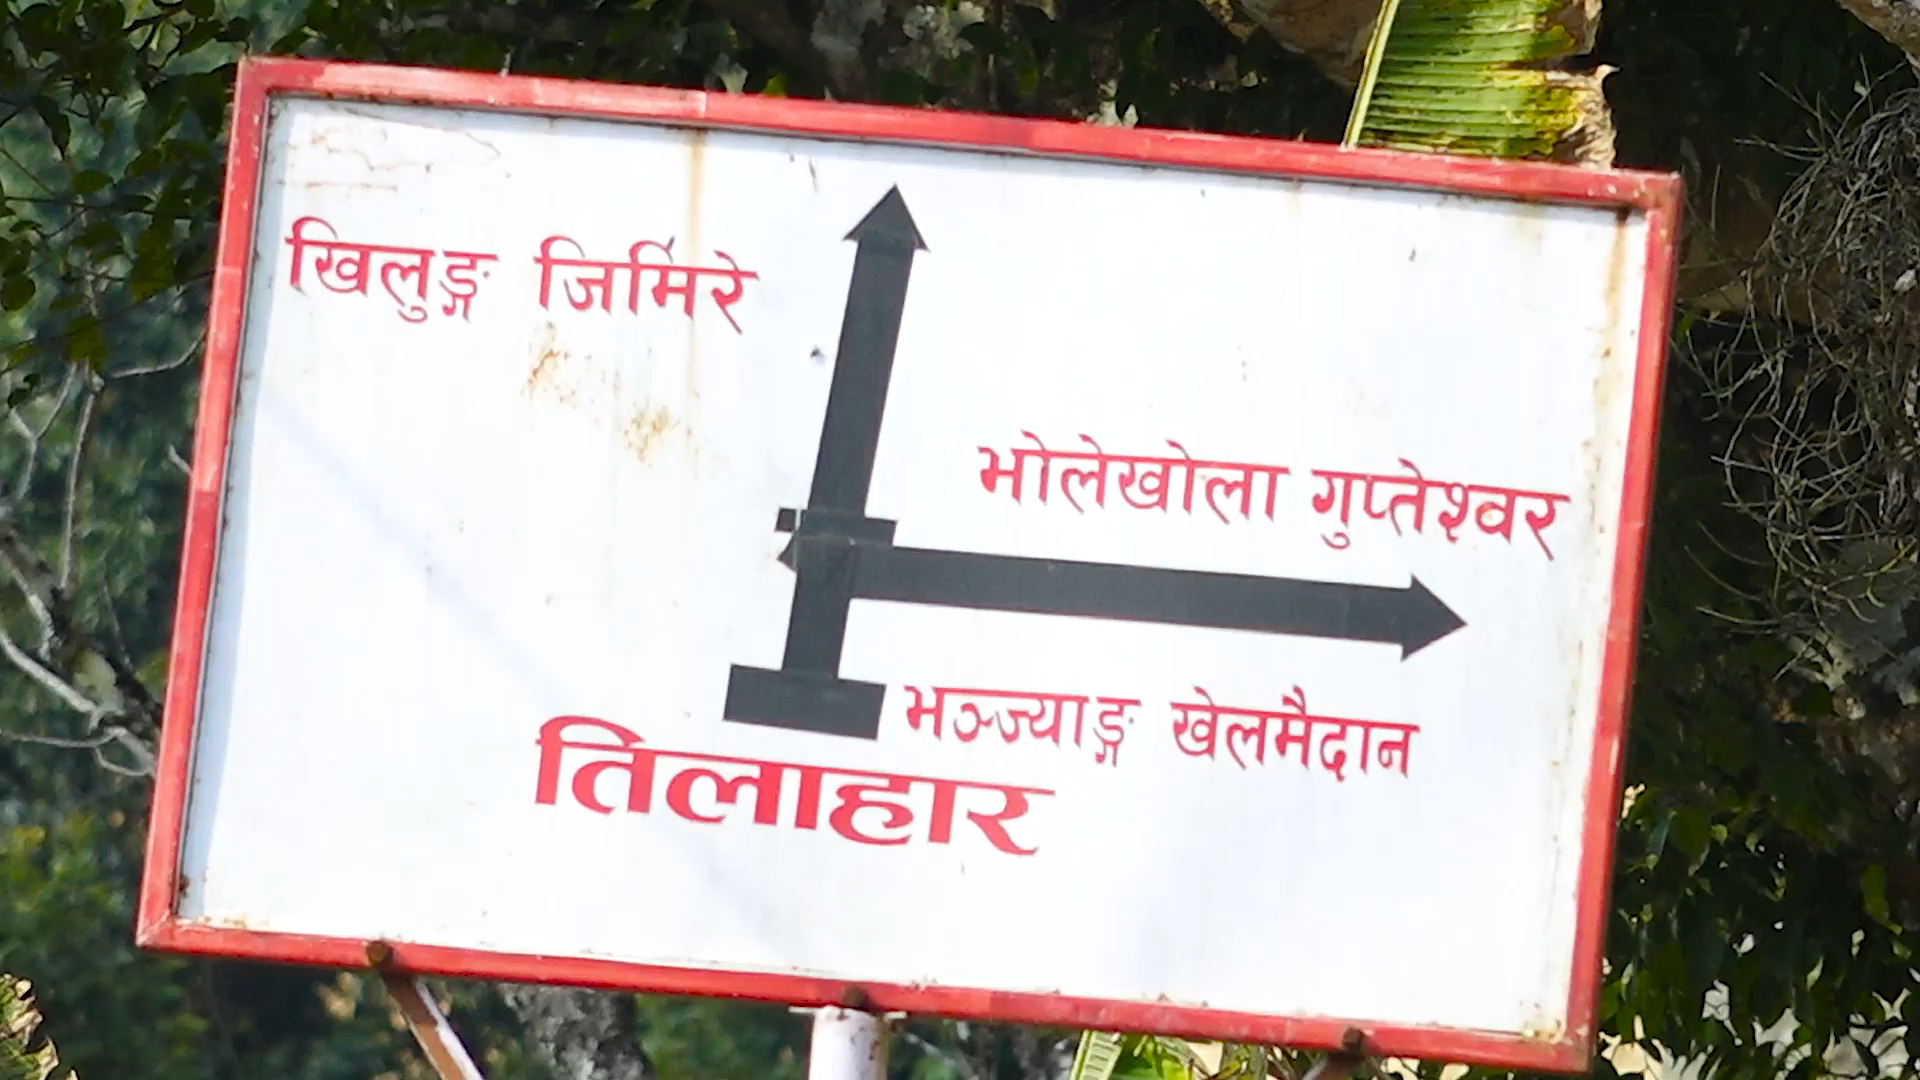 खिलुङ्ग जिर्मिरे
भोलेखोला गुप्तेश्वर
भञ्ज्याङ्ग खेलमैदान
तिलाहार